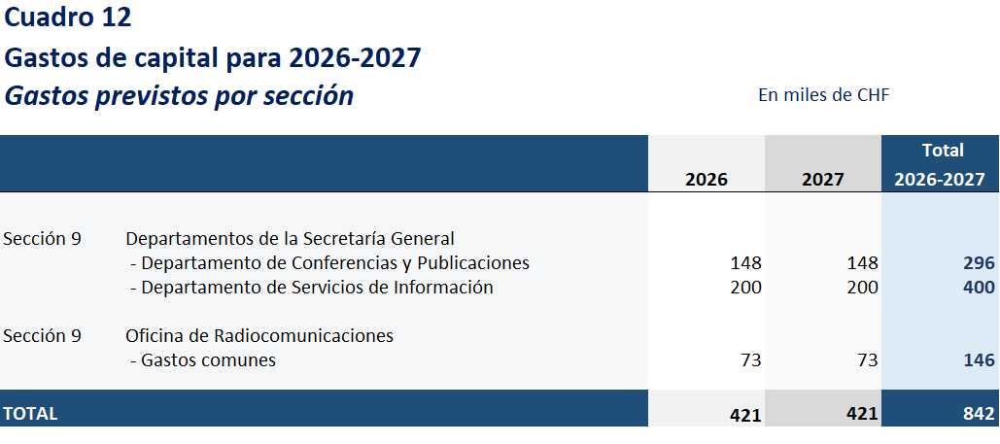 Cuadro 12
Gastos de capital para 2026-2027
Gastos previstos por sección
En miles de CHF
Total
2026 2027 2026-2027
Sección 9 Departamentos de la Secretaría General
- Departamento de Conferencias y Publicaciones 148 148 296
- Departamento de Servicios de Información 200 200 400
Sección 9 Oficina de Radiocomunicaciones
- Gastos comunes 73 73 146
TOTAL 421 421 842